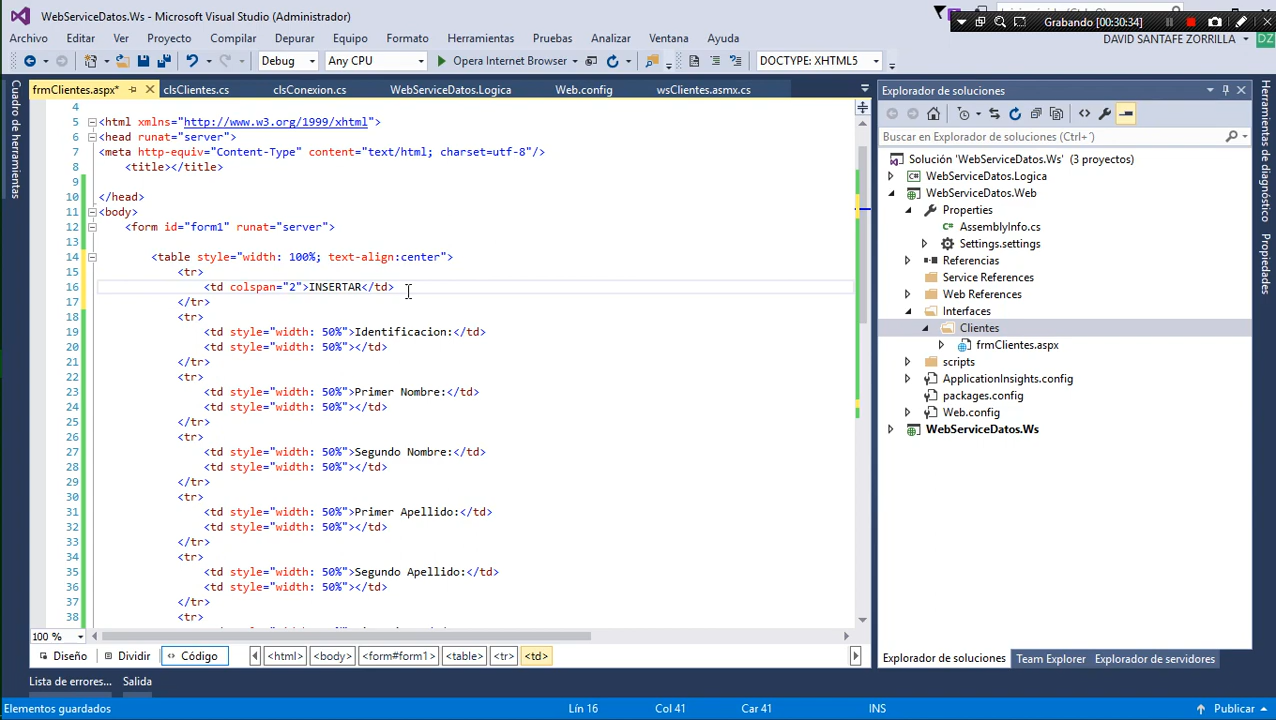 WebServiceDatos.Ws - Microsoft Visual Studio (Administrador)
Grabando [00:30:34]
Archivo Editar Ver Proyecto Compilar Depurar Equipo Formato Herramientas Pruebas Analizar Ventana Ayuda
DAVID SANTAFE ZORRILLA DZ
Debug Any CPU Opera Internet Browser DOCTYPE: XHTML5
Cuadro de herramientas
frmClientes.aspx* clsClientes.cs clsConexion.cs WebServiceDatos.Logica Web.config wsClientes.asmx.cs
4
5 <html xmlns="http://www.w3.org/1999/xhtml">
6 <head runat="server">
7 <meta http-equiv="Content-Type" content="text/html; charset=utf-8"/>
8 <title></title>
9
10 </head>
11 <body>
12 <form id="form1" runat="server">
13
14 <table style="width: 100%; text-align:center">
15 <tr>
16 <td colspan="2">INSERTAR</td>
17 </tr>
18 <tr>
19 <td style="width: 50%">Identificacion:</td>
20 <td style="width: 50%"></td>
21 </tr>
22 <tr>
23 <td style="width: 50%">Primer Nombre:</td>
24 <td style="width: 50%"></td>
25 </tr>
26 <tr>
27 <td style="width: 50%">Segundo Nombre:</td>
28 <td style="width: 50%"></td>
29 </tr>
30 <tr>
31 <td style="width: 50%">Primer Apellido:</td>
32 <td style="width: 50%"></td>
33 </tr>
34 <tr>
35 <td style="width: 50%">Segundo Apellido:</td>
36 <td style="width: 50%"></td>
37 </tr>
38 <tr>
100 %
Diseño Dividir Código <html> <body> <form#form1> <table> <tr> <td>
Lista de errores... Salida
Explorador de soluciones
Buscar en Explorador de soluciones (Ctrl+´)
Solución 'WebServiceDatos.Ws' (3 proyectos)
WebServiceDatos.Logica
WebServiceDatos.Web
Properties
AssemblyInfo.cs
Settings.settings
Referencias
Service References
Web References
Interfaces
Clientes
frmClientes.aspx
scripts
ApplicationInsights.config
packages.config
Web.config
WebServiceDatos.Ws
Explorador de soluciones Team Explorer Explorador de servidores
Herramientas de diagnóstico
Propiedades
Elementos guardados Lín 16 Col 41 Car 41 INS Publicar